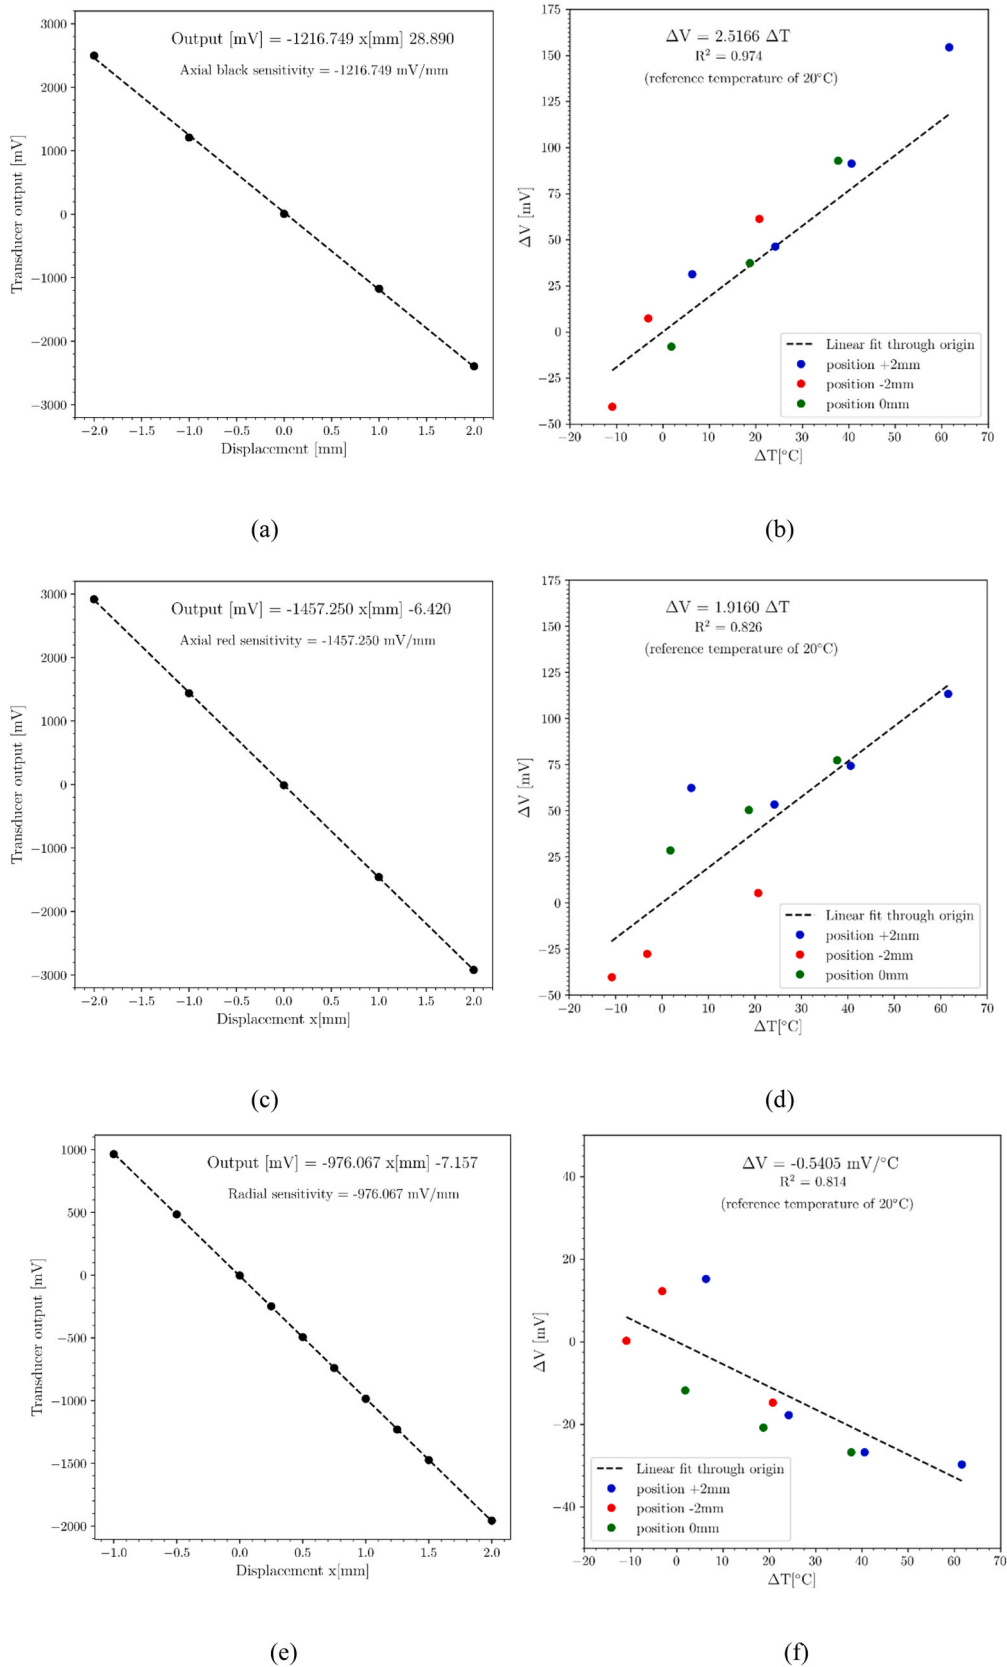 Output [mV] = -1216.749 x[mm] 28.890
Axial black sensitivity = -1216.749 mV/mm
Transducer output [mV]
3000
2000
1000
0
−1000
−2000
−3000
−2.0 −1.5 −1.0 −0.5 0.0 0.5 1.0 1.5 2.0
Displacement [mm]
(a)
ΔV = 2.5166 ΔT
R² = 0.974
(reference temperature of 20°C)
ΔV [mV]
175
150
125
100
75
50
25
0
−25
−50
Linear fit through origin
position +2mm
position -2mm
position 0mm
−20 −10 0 10 20 30 40 50 60 70
ΔT[°C]
(b)
Output [mV] = -1457.250 x[mm] -6.420
Axial red sensitivity = -1457.250 mV/mm
Transducer output [mV]
3000
2000
1000
0
−1000
−2000
−3000
−2.0 −1.5 −1.0 −0.5 0.0 0.5 1.0 1.5 2.0
Displacement x[mm]
(c)
ΔV = 1.9160 ΔT
R² = 0.826
(reference temperature of 20°C)
ΔV [mV]
175
150
125
100
75
50
25
0
−25
−50
Linear fit through origin
position +2mm
position -2mm
position 0mm
−20 −10 0 10 20 30 40 50 60 70
ΔT[°C]
(d)
Output [mV] = -976.067 x[mm] -7.157
Radial sensitivity = -976.067 mV/mm
Transducer output [mV]
1000
500
0
−500
−1000
−1500
−2000
−1.0 −0.5 0.0 0.5 1.0 1.5 2.0
Displacement x[mm]
(e)
ΔV = -0.5405 mV/°C
R² = 0.814
(reference temperature of 20°C)
ΔV [mV]
40
20
0
−20
−40
Linear fit through origin
position +2mm
position -2mm
position 0mm
−20 −10 0 10 20 30 40 50 60 70
ΔT[°C]
(f)